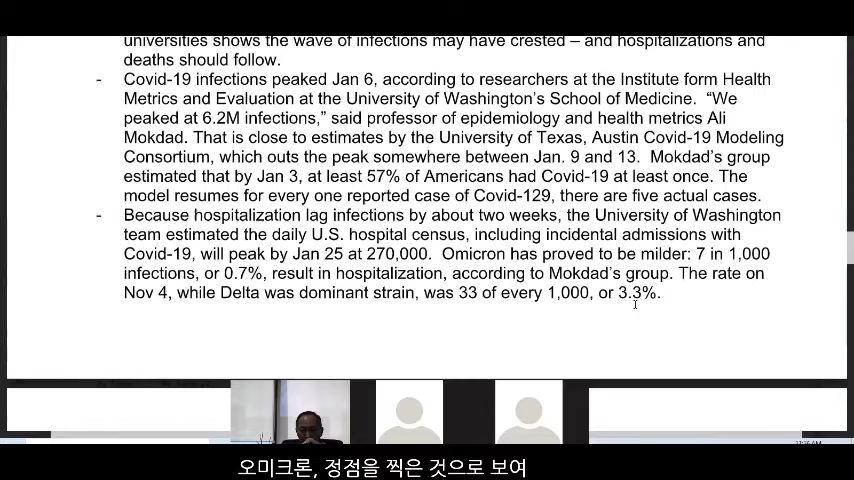 universities shows the wave of infections may have crested – and hospitalizations and
deaths should follow.
- Covid-19 infections peaked Jan 6, according to researchers at the Institute form Health
Metrics and Evaluation at the University of Washington's School of Medicine. “We
peaked at 6.2M infections,” said professor of epidemiology and health metrics Ali
Mokdad. That is close to estimates by the University of Texas, Austin Covid-19 Modeling
Consortium, which outs the peak somewhere between Jan. 9 and 13. Mokdad's group
estimated that by Jan 3, at least 57% of Americans had Covid-19 at least once. The
model resumes for every one reported case of Covid-129, there are five actual cases.
- Because hospitalization lag infections by about two weeks, the University of Washington
team estimated the daily U.S. hospital census, including incidental admissions with
Covid-19, will peak by Jan 25 at 270,000. Omicron has proved to be milder: 7 in 1,000
infections, or 0.7%, result in hospitalization, according to Mokdad's group. The rate on
Nov 4, while Delta was dominant strain, was 33 of every 1,000, or 3.3%.
오미크론, 정점을 찍은 것으로 보여